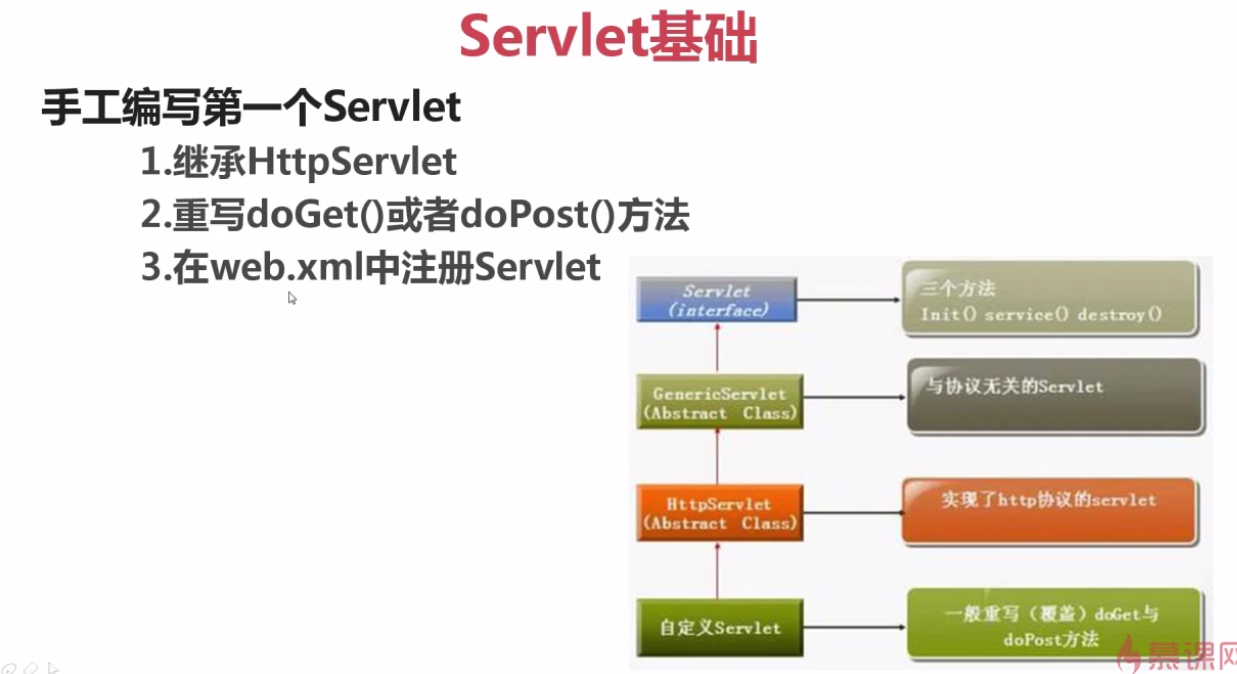 Servlet基础
手工编写第一个Servlet
1.继承HttpServlet
2.重写doGet()或者doPost()方法
3.在web.xml中注册Servlet
Servlet
(interface)
三个方法
Init() service() destroy()
GenericServlet
(Abstract Class)
与协议无关的Servlet
HttpServlet
(Abstract Class)
实现了http协议的servlet
自定义Servlet
一般重写（覆盖）doGet与
doPost方法
慕课网